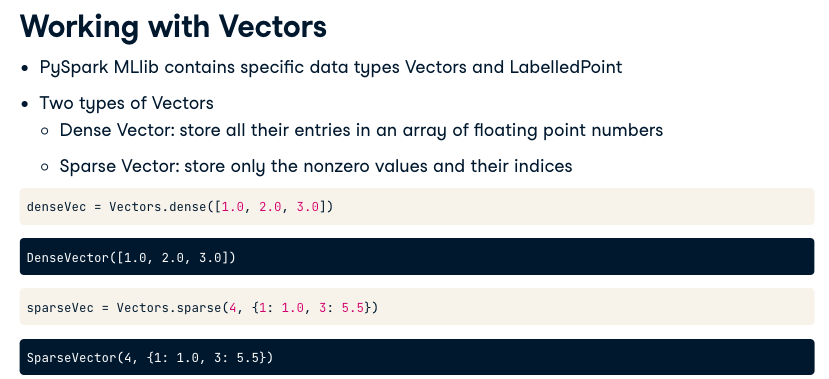 Working with Vectors
• PySpark MLlib contains specific data types Vectors and LabelledPoint
• Two types of Vectors
○ Dense Vector: store all their entries in an array of floating point numbers
○ Sparse Vector: store only the nonzero values and their indices
denseVec = Vectors.dense([1.0, 2.0, 3.0])
DenseVector([1.0, 2.0, 3.0])
sparseVec = Vectors.sparse(4, {1: 1.0, 3: 5.5})
SparseVector(4, {1: 1.0, 3: 5.5})